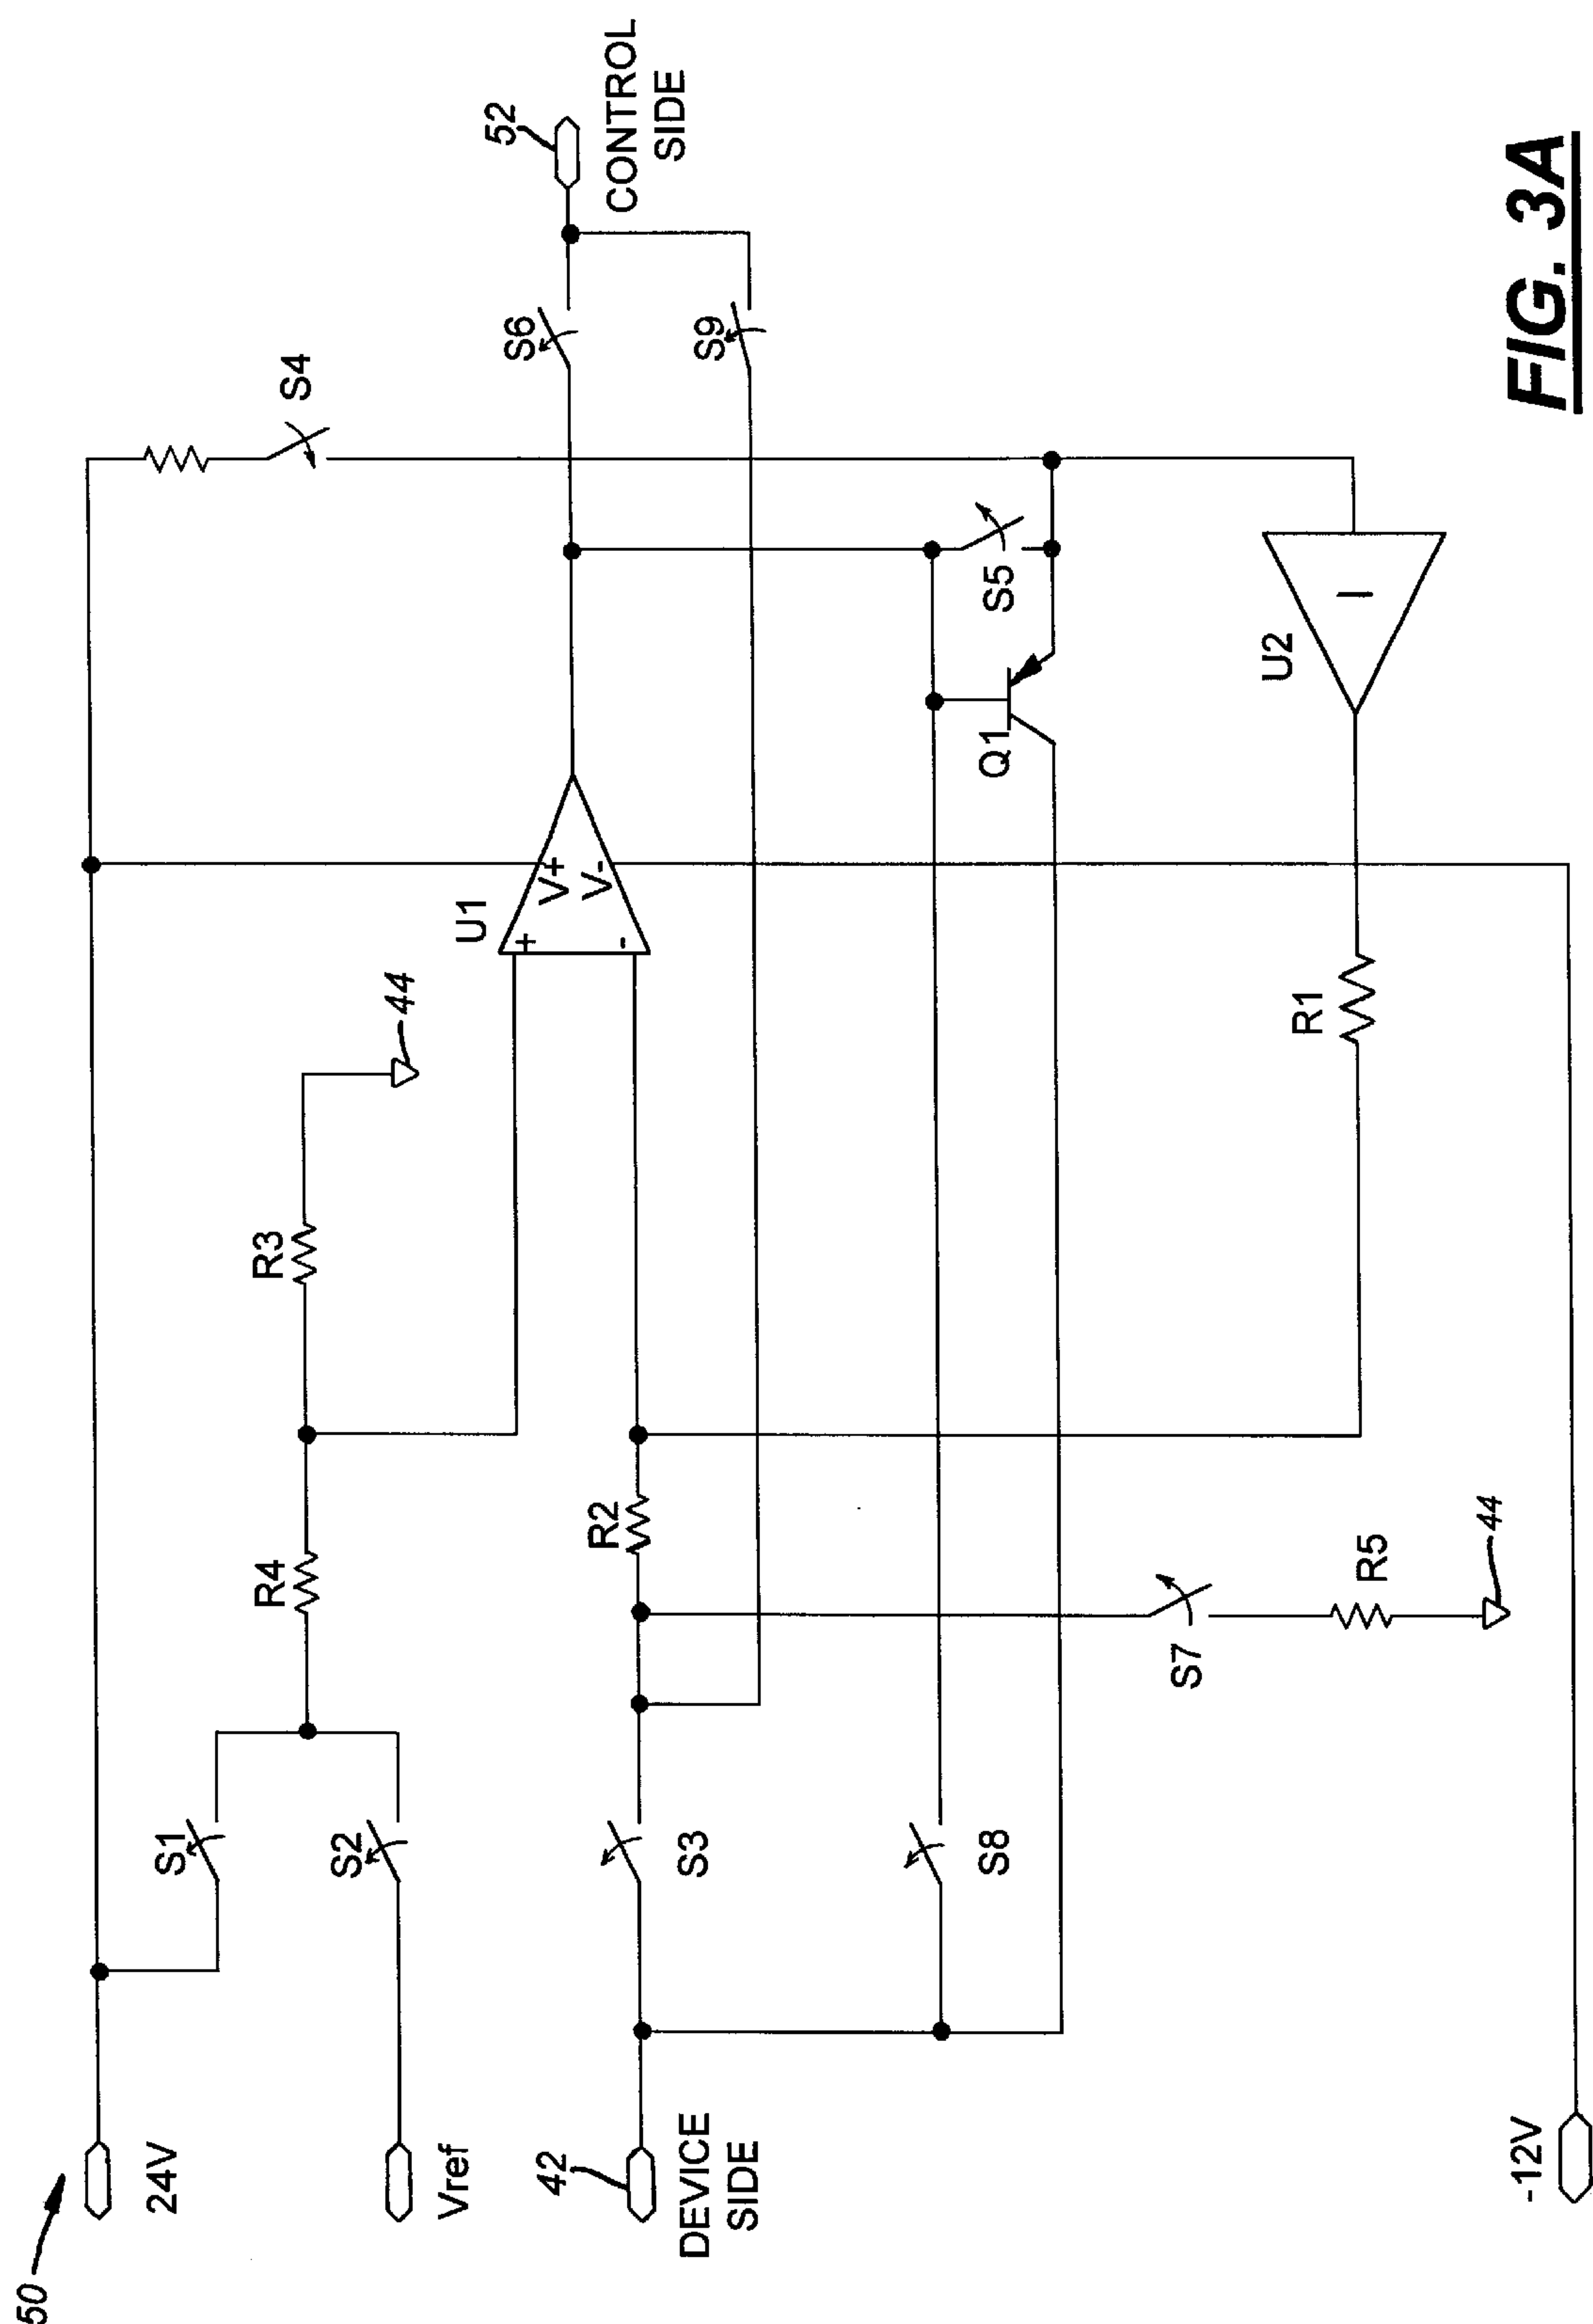 50
24V
Vref
42
DEVICE
SIDE
-12V
S1
S2
S3
S8
S7
R5
44
R4
R2
R3
44
R1
U1
+
-
V+
V-
Q1
U2
I
S5
S4
S6
S9
52
CONTROL
SIDE
FIG. 3A